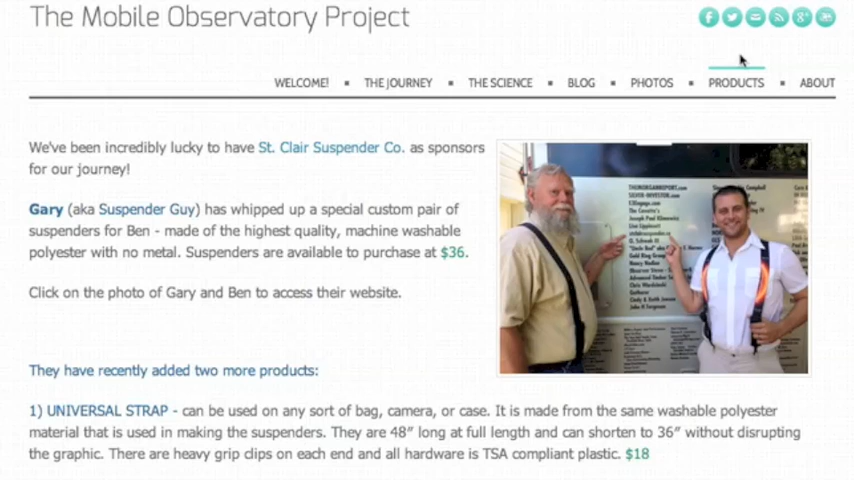 The Mobile Observatory Project
WELCOME! ▪ THE JOURNEY ▪ THE SCIENCE ▪ BLOG ▪ PHOTOS ▪ PRODUCTS ▪ ABOUT
We've been incredibly lucky to have St. Clair Suspender Co. as sponsors
for our journey!
Gary (aka Suspender Guy) has whipped up a special custom pair of
suspenders for Ben - made of the highest quality, machine washable
polyester with no metal. Suspenders are available to purchase at $36.
Click on the photo of Gary and Ben to access their website.
THEMORGANREPORT.com
SILVER-INVESTOR.com
They have recently added two more products:
1) UNIVERSAL STRAP - can be used on any sort of bag, camera, or case. It is made from the same washable polyester
material that is used in making the suspenders. They are 48″ long at full length and can shorten to 36″ without disrupting
the graphic. There are heavy grip clips on each end and all hardware is TSA compliant plastic. $18